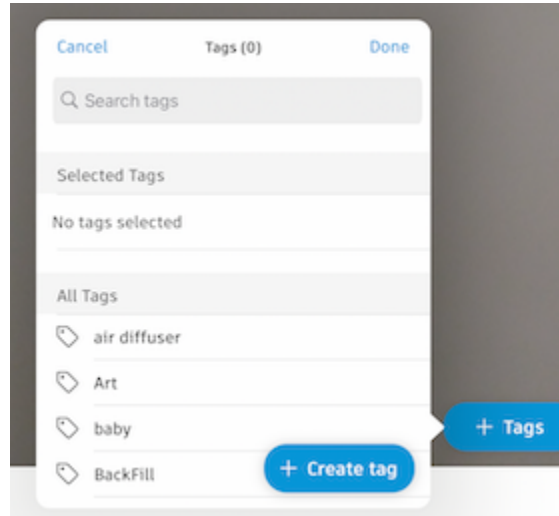 Cancel Tags (0) Done
Search tags
Selected Tags
No tags selected
All Tags
air diffuser
Art
baby
+ Tags
BackFill
+ Create tag